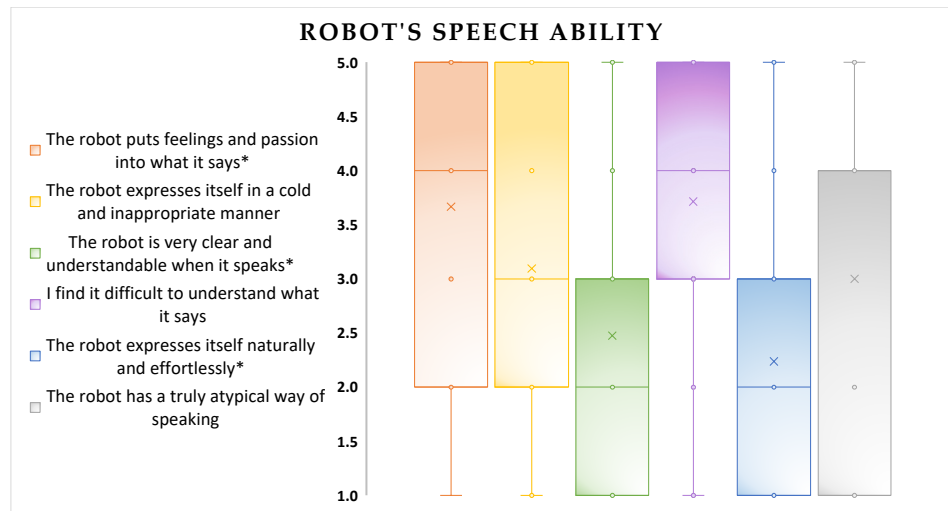 ROBOT'S SPEECH ABILITY
5.0
4.5
4.0
3.5
3.0
2.5
2.0
1.5
1.0
The robot puts feelings and passion
into what it says*
The robot expresses itself in a cold
and inappropriate manner
The robot is very clear and
understandable when it speaks*
I find it difficult to understand what
it says
The robot expresses itself naturally
and effortlessly*
The robot has a truly atypical way of
speaking